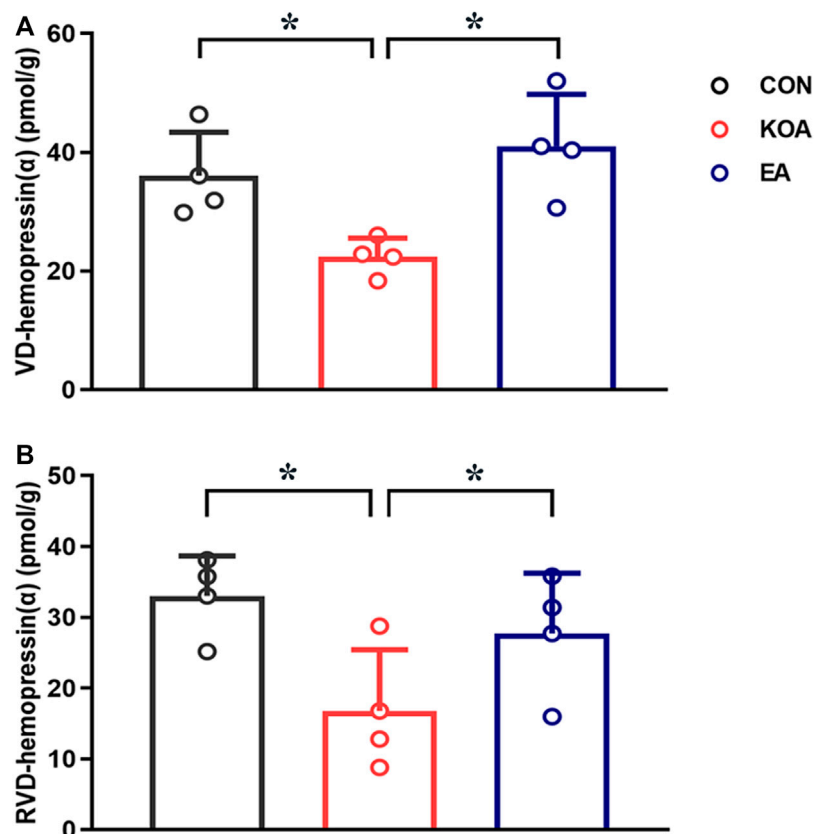 A
VD-hemopressin(α) (pmol/g)
60
40
20
0
*
*
CON
KOA
EA
B
RVD-hemopressin(α) (pmol/g)
50
40
30
20
10
0
*
*